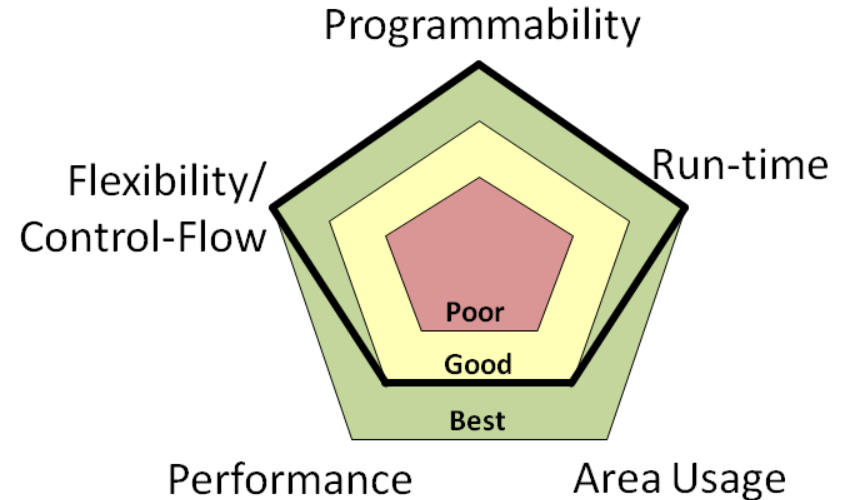 Programmability
Flexibility/
Control-Flow
Run-time
Poor
Good
Best
Performance
Area Usage